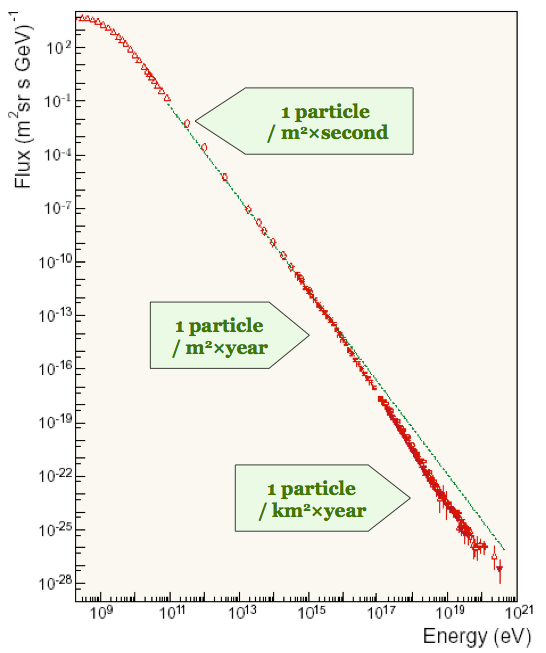 Flux (m²sr s GeV)⁻¹
10²
10⁻¹
10⁻⁴
10⁻⁷
10⁻¹⁰
10⁻¹³
10⁻¹⁶
10⁻¹⁹
10⁻²²
10⁻²⁵
10⁻²⁸
1 particle
/ m²×second
1 particle
/ m²×year
1 particle
/ km²×year
10⁹ 10¹¹ 10¹³ 10¹⁵ 10¹⁷ 10¹⁹ 10²¹
Energy (eV)